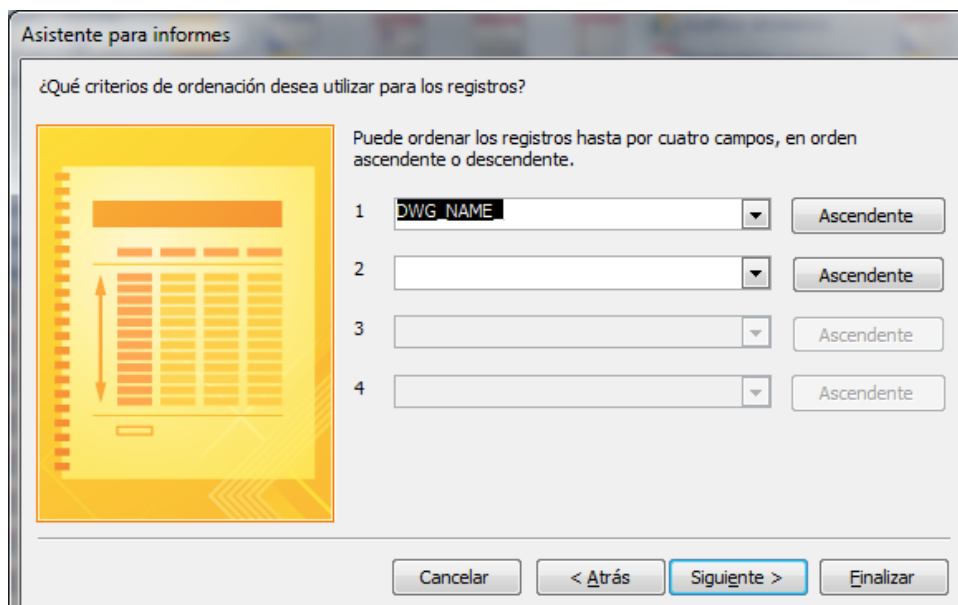 Asistente para informes
¿Qué criterios de ordenación desea utilizar para los registros?
Puede ordenar los registros hasta por cuatro campos, en orden
ascendente o descendente.
1 DWG_NAME_ Ascendente
2 Ascendente
3 Ascendente
4 Ascendente
Cancelar < Atrás Siguiente > Finalizar